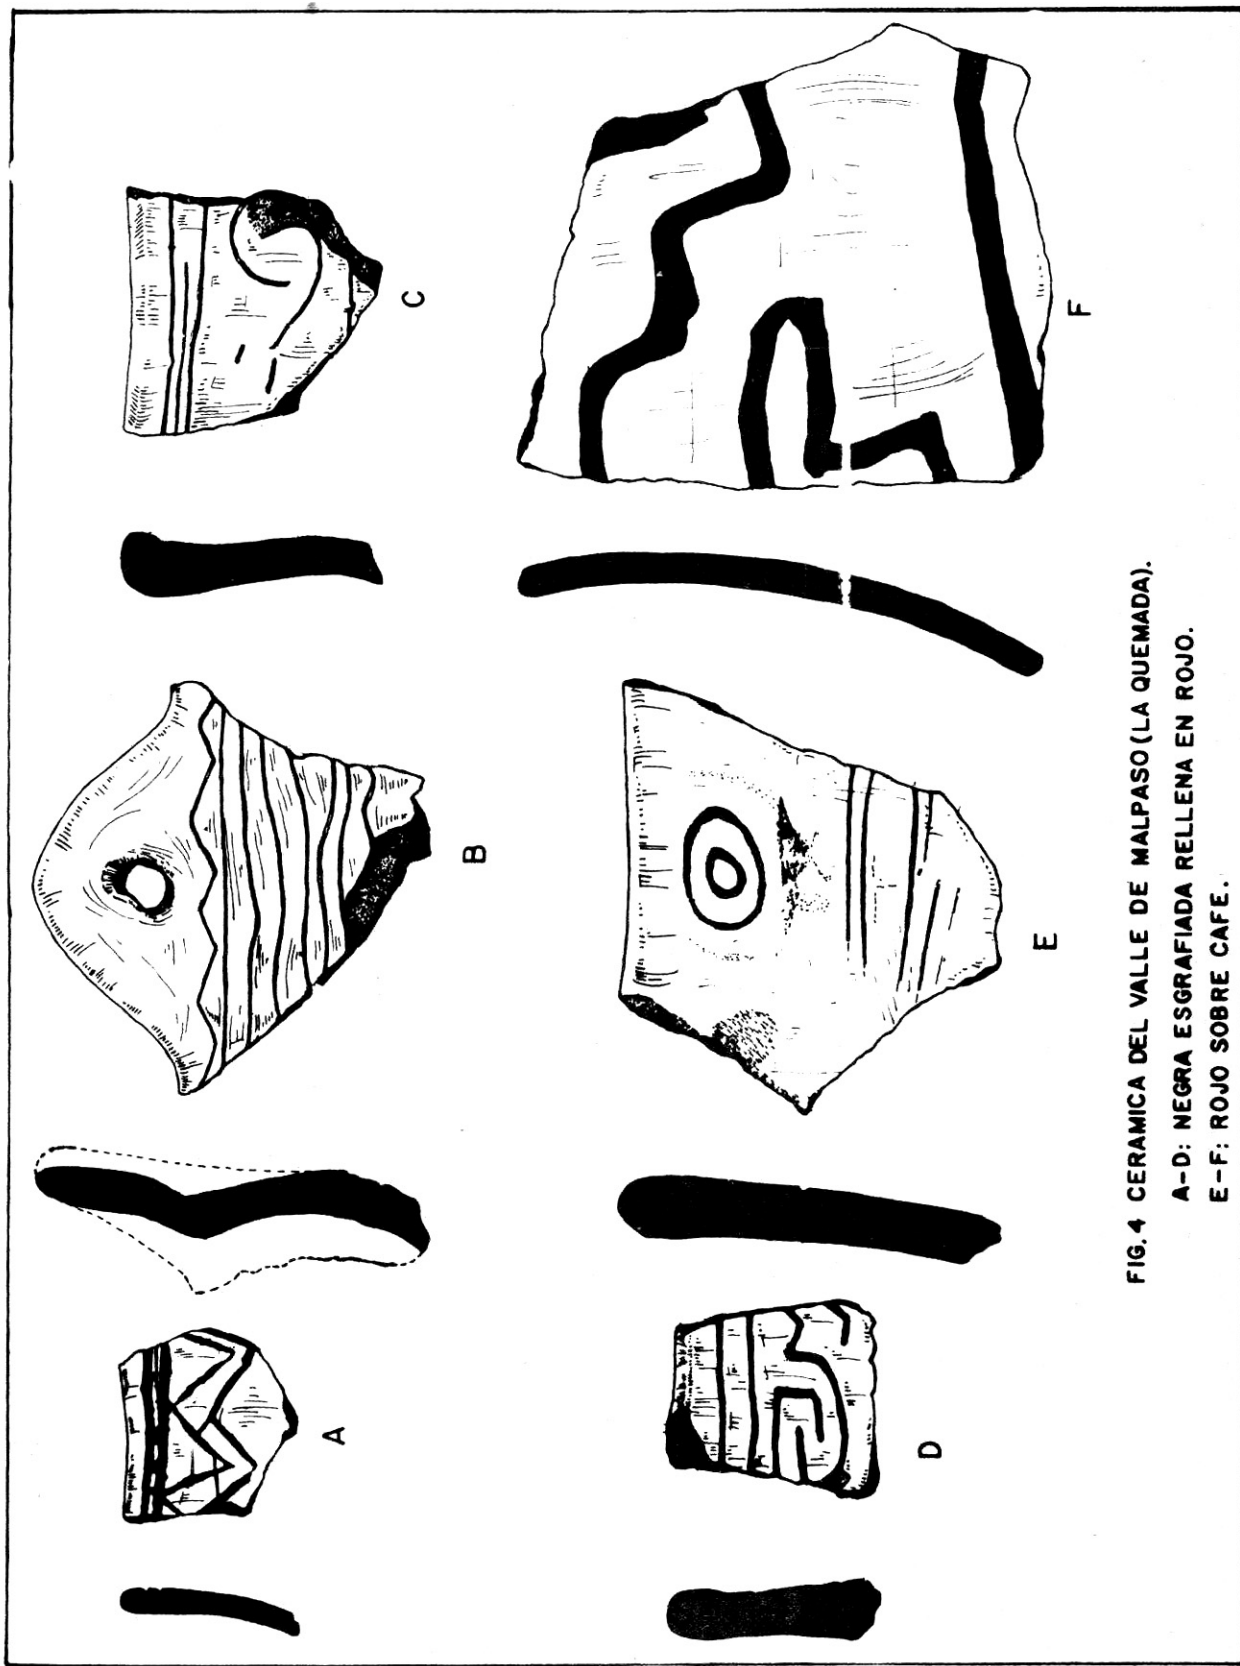 A
B
C
D
E
F
FIG. 4 CERAMICA DEL VALLE DE MALPASO (LA QUEMADA).
A-D: NEGRA ESGRAFIADA RELLENA EN ROJO.
E-F: ROJO SOBRE CAFE.